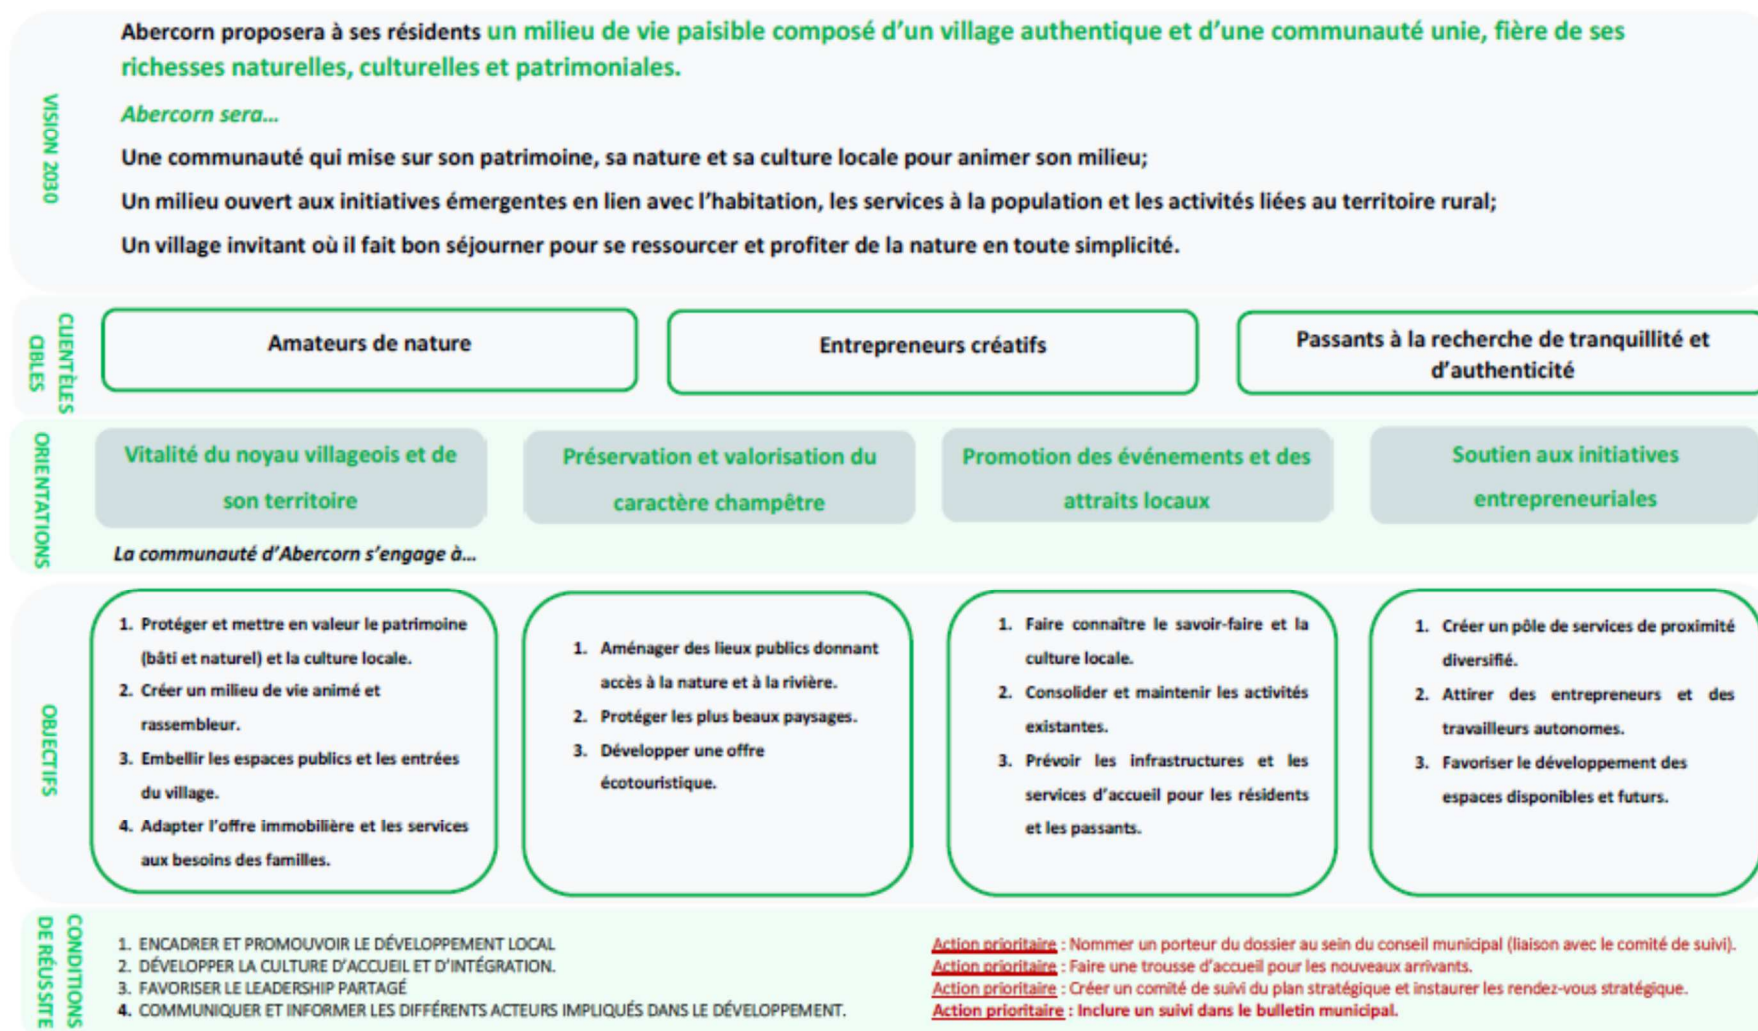 VISION 2030
Abercorn proposera à ses résidents un milieu de vie paisible composé d'un village authentique et d'une communauté unie, fière de ses
richesses naturelles, culturelles et patrimoniales.
Abercorn sera...
Une communauté qui mise sur son patrimoine, sa nature et sa culture locale pour animer son milieu;
Un milieu ouvert aux initiatives émergentes en lien avec l'habitation, les services à la population et les activités liées au territoire rural;
Un village invitant où il fait bon séjourner pour se ressourcer et profiter de la nature en toute simplicité.
CLIENTÈLES
CIBLES
Amateurs de nature
Entrepreneurs créatifs
Passants à la recherche de tranquillité et
d'authenticité
ORIENTATIONS
Vitalité du noyau villageois et de
son territoire
Préservation et valorisation du
caractère champêtre
Promotion des événements et des
attraits locaux
Soutien aux initiatives
entrepreneuriales
La communauté d'Abercorn s'engage à...
OBJECTIFS
1. Protéger et mettre en valeur le patrimoine
(bâti et naturel) et la culture locale.
2. Créer un milieu de vie animé et
rassembleur.
3. Embellir les espaces publics et les entrées
du village.
4. Adapter l'offre immobilière et les services
aux besoins des familles.
1. Aménager des lieux publics donnant
accès à la nature et à la rivière.
2. Protéger les plus beaux paysages.
3. Développer une offre
écotouristique.
1. Faire connaître le savoir-faire et la
culture locale.
2. Consolider et maintenir les activités
existantes.
3. Prévoir les infrastructures et les
services d'accueil pour les résidents
et les passants.
1. Créer un pôle de services de proximité
diversifié.
2. Attirer des entrepreneurs et des
travailleurs autonomes.
3. Favoriser le développement des
espaces disponibles et futurs.
CONDITIONS
DE RÉUSSITE
1. ENCADRER ET PROMOUVOIR LE DÉVELOPPEMENT LOCAL
2. DÉVELOPPER LA CULTURE D'ACCUEIL ET D'INTÉGRATION.
3. FAVORISER LE LEADERSHIP PARTAGÉ
4. COMMUNIQUER ET INFORMER LES DIFFÉRENTS ACTEURS IMPLIQUÉS DANS LE DÉVELOPPEMENT.
Action prioritaire : Nommer un porteur du dossier au sein du conseil municipal (liaison avec le comité de suivi).
Action prioritaire : Faire une trousse d'accueil pour les nouveaux arrivants.
Action prioritaire : Créer un comité de suivi du plan stratégique et instaurer les rendez-vous stratégique.
Action prioritaire : Inclure un suivi dans le bulletin municipal.